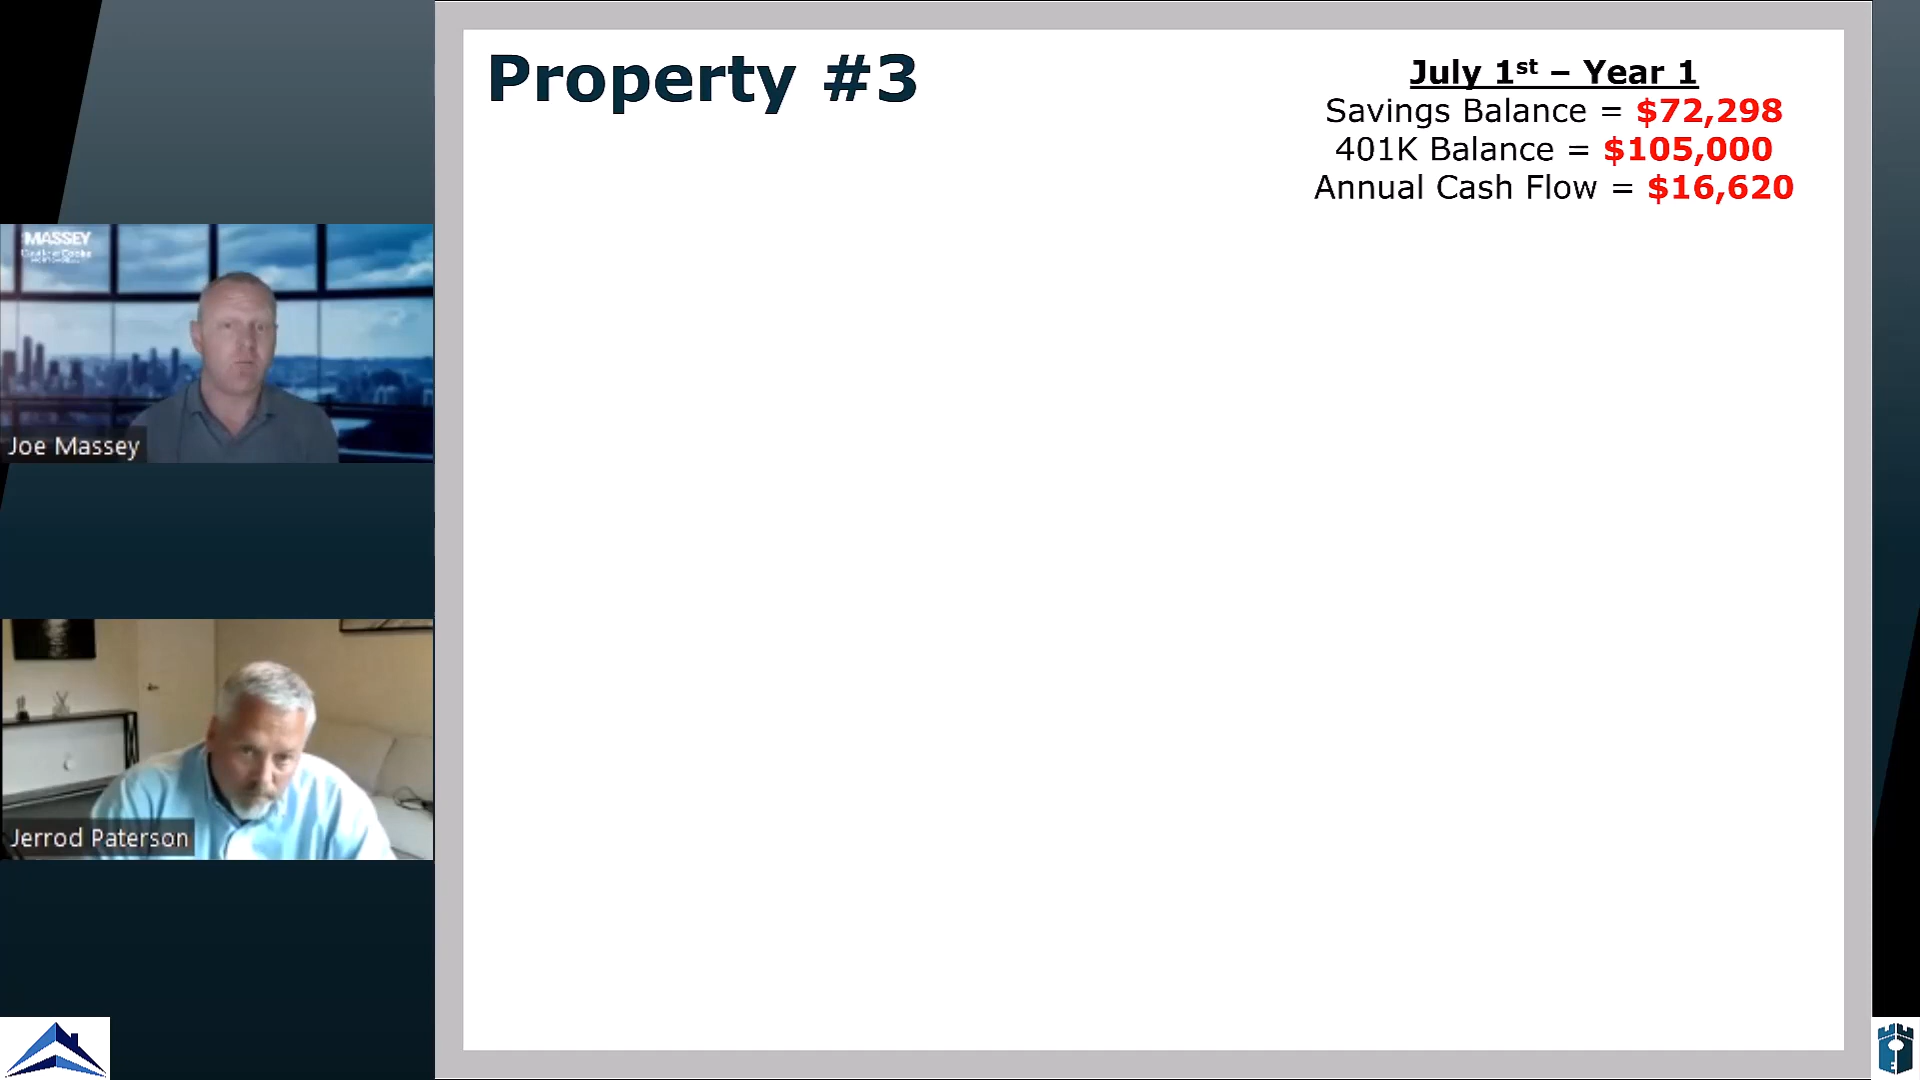 Property #3
July 1st – Year 1
Savings Balance = $72,298
401K Balance = $105,000
Annual Cash Flow = $16,620
MASSEY
Joe Massey
Jerrod Paterson